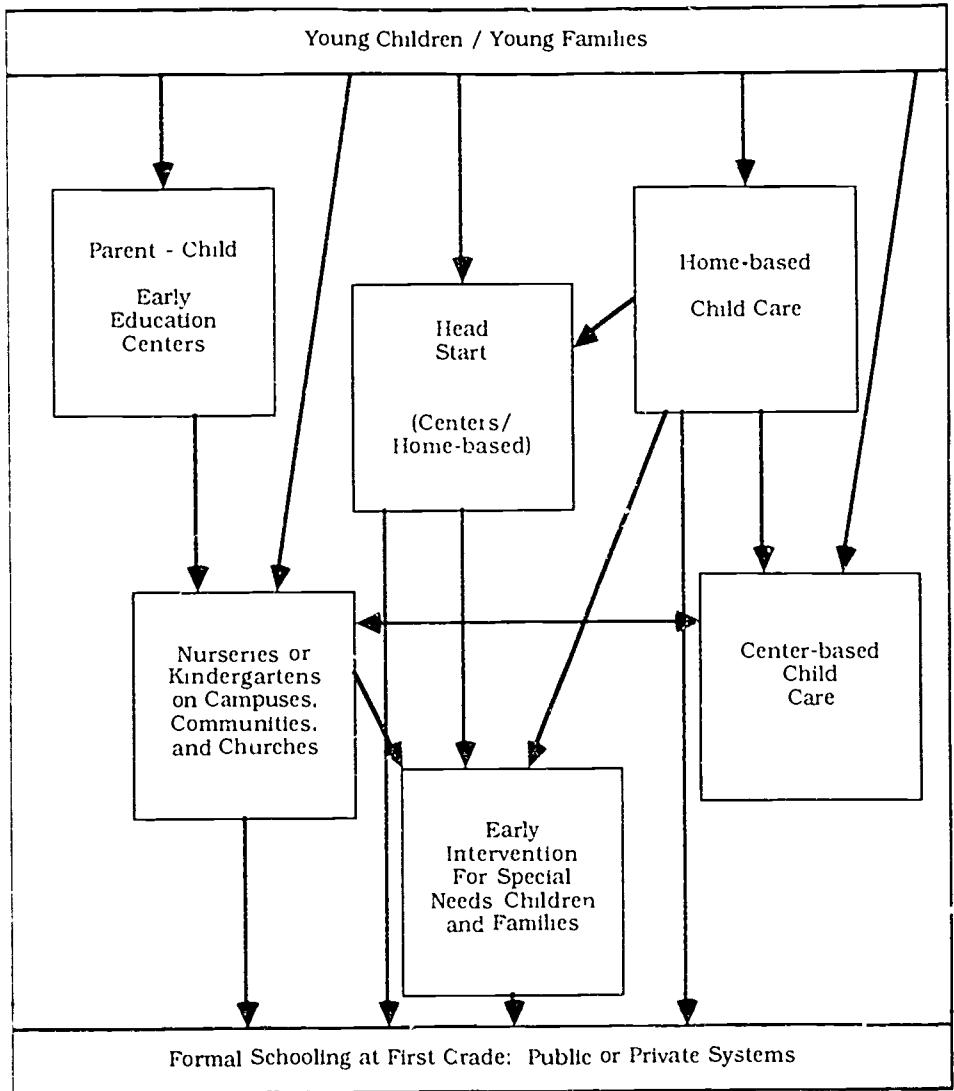 Young Children / Young Families
Parent - Child
Early
Education
Centers
Home-based
Child Care
Head
Start
(Centers/
Home-based)
Nurseries or
Kindergartens
on Campuses,
Communities,
and Churches
Center-based
Child
Care
Early
Intervention
For Special
Needs Children
and Families
Formal Schooling at First Crade: Public or Private Systems